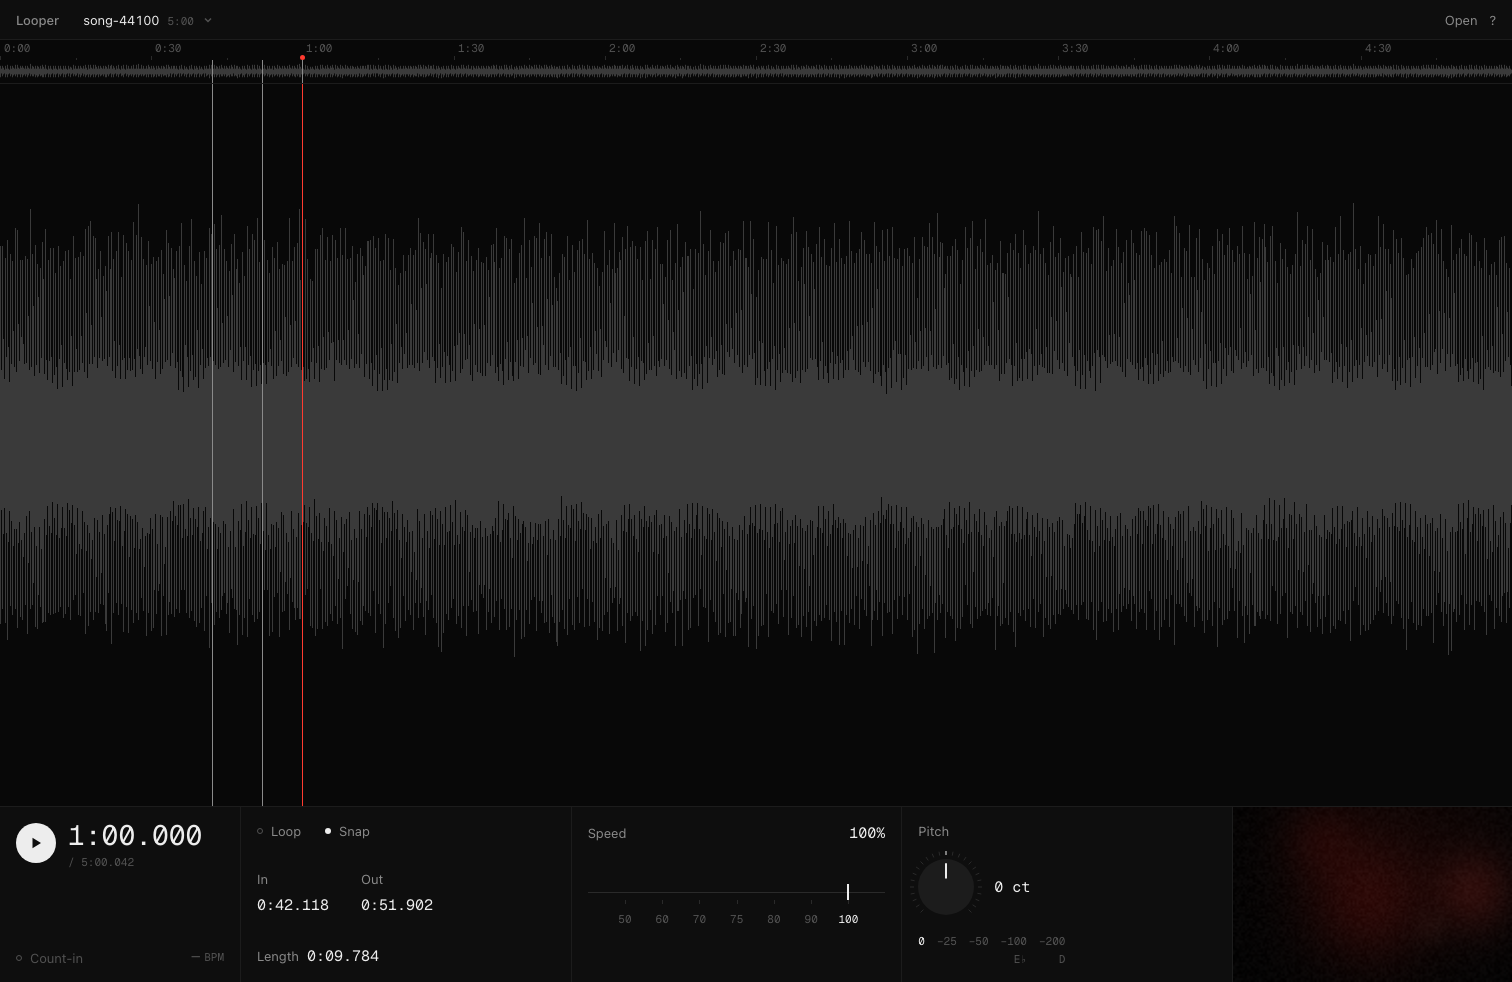 Looper song-44100 5:00 Open ?
0:00 0:30 1:00 1:30 2:00 2:30 3:00 3:30 4:00 4:30
1:00.000
/ 5:00.042
Count-in — BPM
Loop Snap
In Out
0:42.118 0:51.902
Length 0:09.784
Speed 100%
50 60 70 75 80 90 100
Pitch
0 ct
0 -25 -50 -100 -200
E♭ D